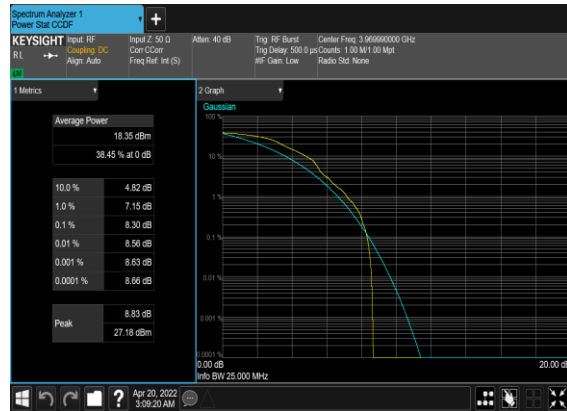 Spectrum Analyzer 1
Power Stat CCDF
+
KEYSIGHT Input: RF Input Z: 50 Ω Atten: 40 dB Trig: RF Burst Center Freq: 3.969990000 GHz
R L Coupling: DC Corr CCorr Trig Delay: 500.0 µs Counts: 1.00 M/1.00 Mpt
Align: Auto Freq Ref: Int (S) #IF Gain: Low Radio Std: None
1 Metrics
2 Graph
Average Power
18.35 dBm
38.45 % at 0 dB
10.0 % 4.82 dB
1.0 % 7.15 dB
0.1 % 8.30 dB
0.01 % 8.56 dB
0.001 % 8.63 dB
0.0001 % 8.66 dB
Peak
8.83 dB
27.18 dBm
Gaussian
100 %
10 %
1 %
0.1 %
0.01 %
0.001 %
0.0001 %
0.00 dB 20.00 dB
Info BW 25.000 MHz
? Apr 20, 2022
3:09:20 AM